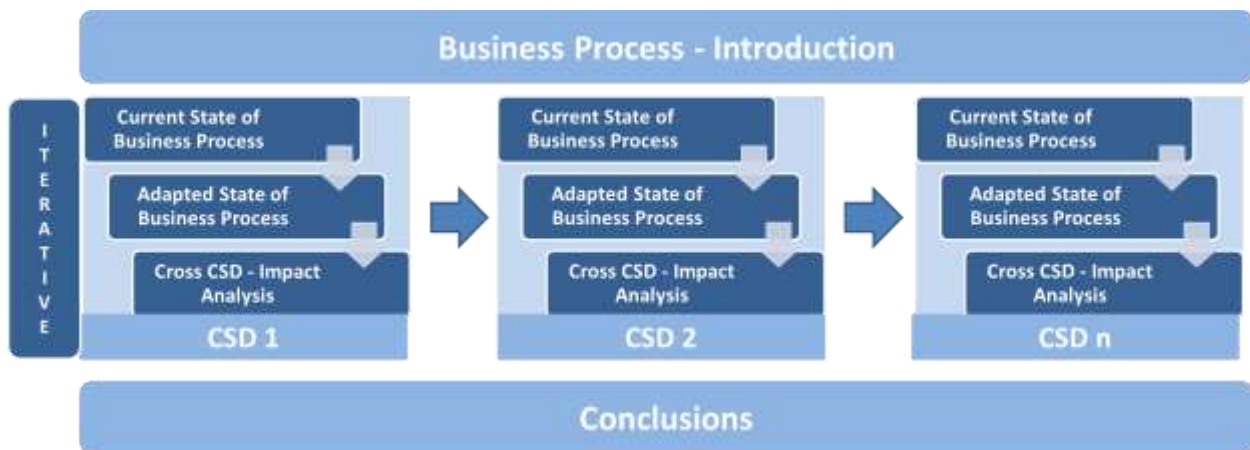 Business Process - Introduction
ITERATIVE
Current State of
Business Process
Adapted State of
Business Process
Cross CSD - Impact
Analysis
CSD 1
Current State of
Business Process
Adapted State of
Business Process
Cross CSD - Impact
Analysis
CSD 2
Current State of
Business Process
Adapted State of
Business Process
Cross CSD - Impact
Analysis
CSD n
Conclusions